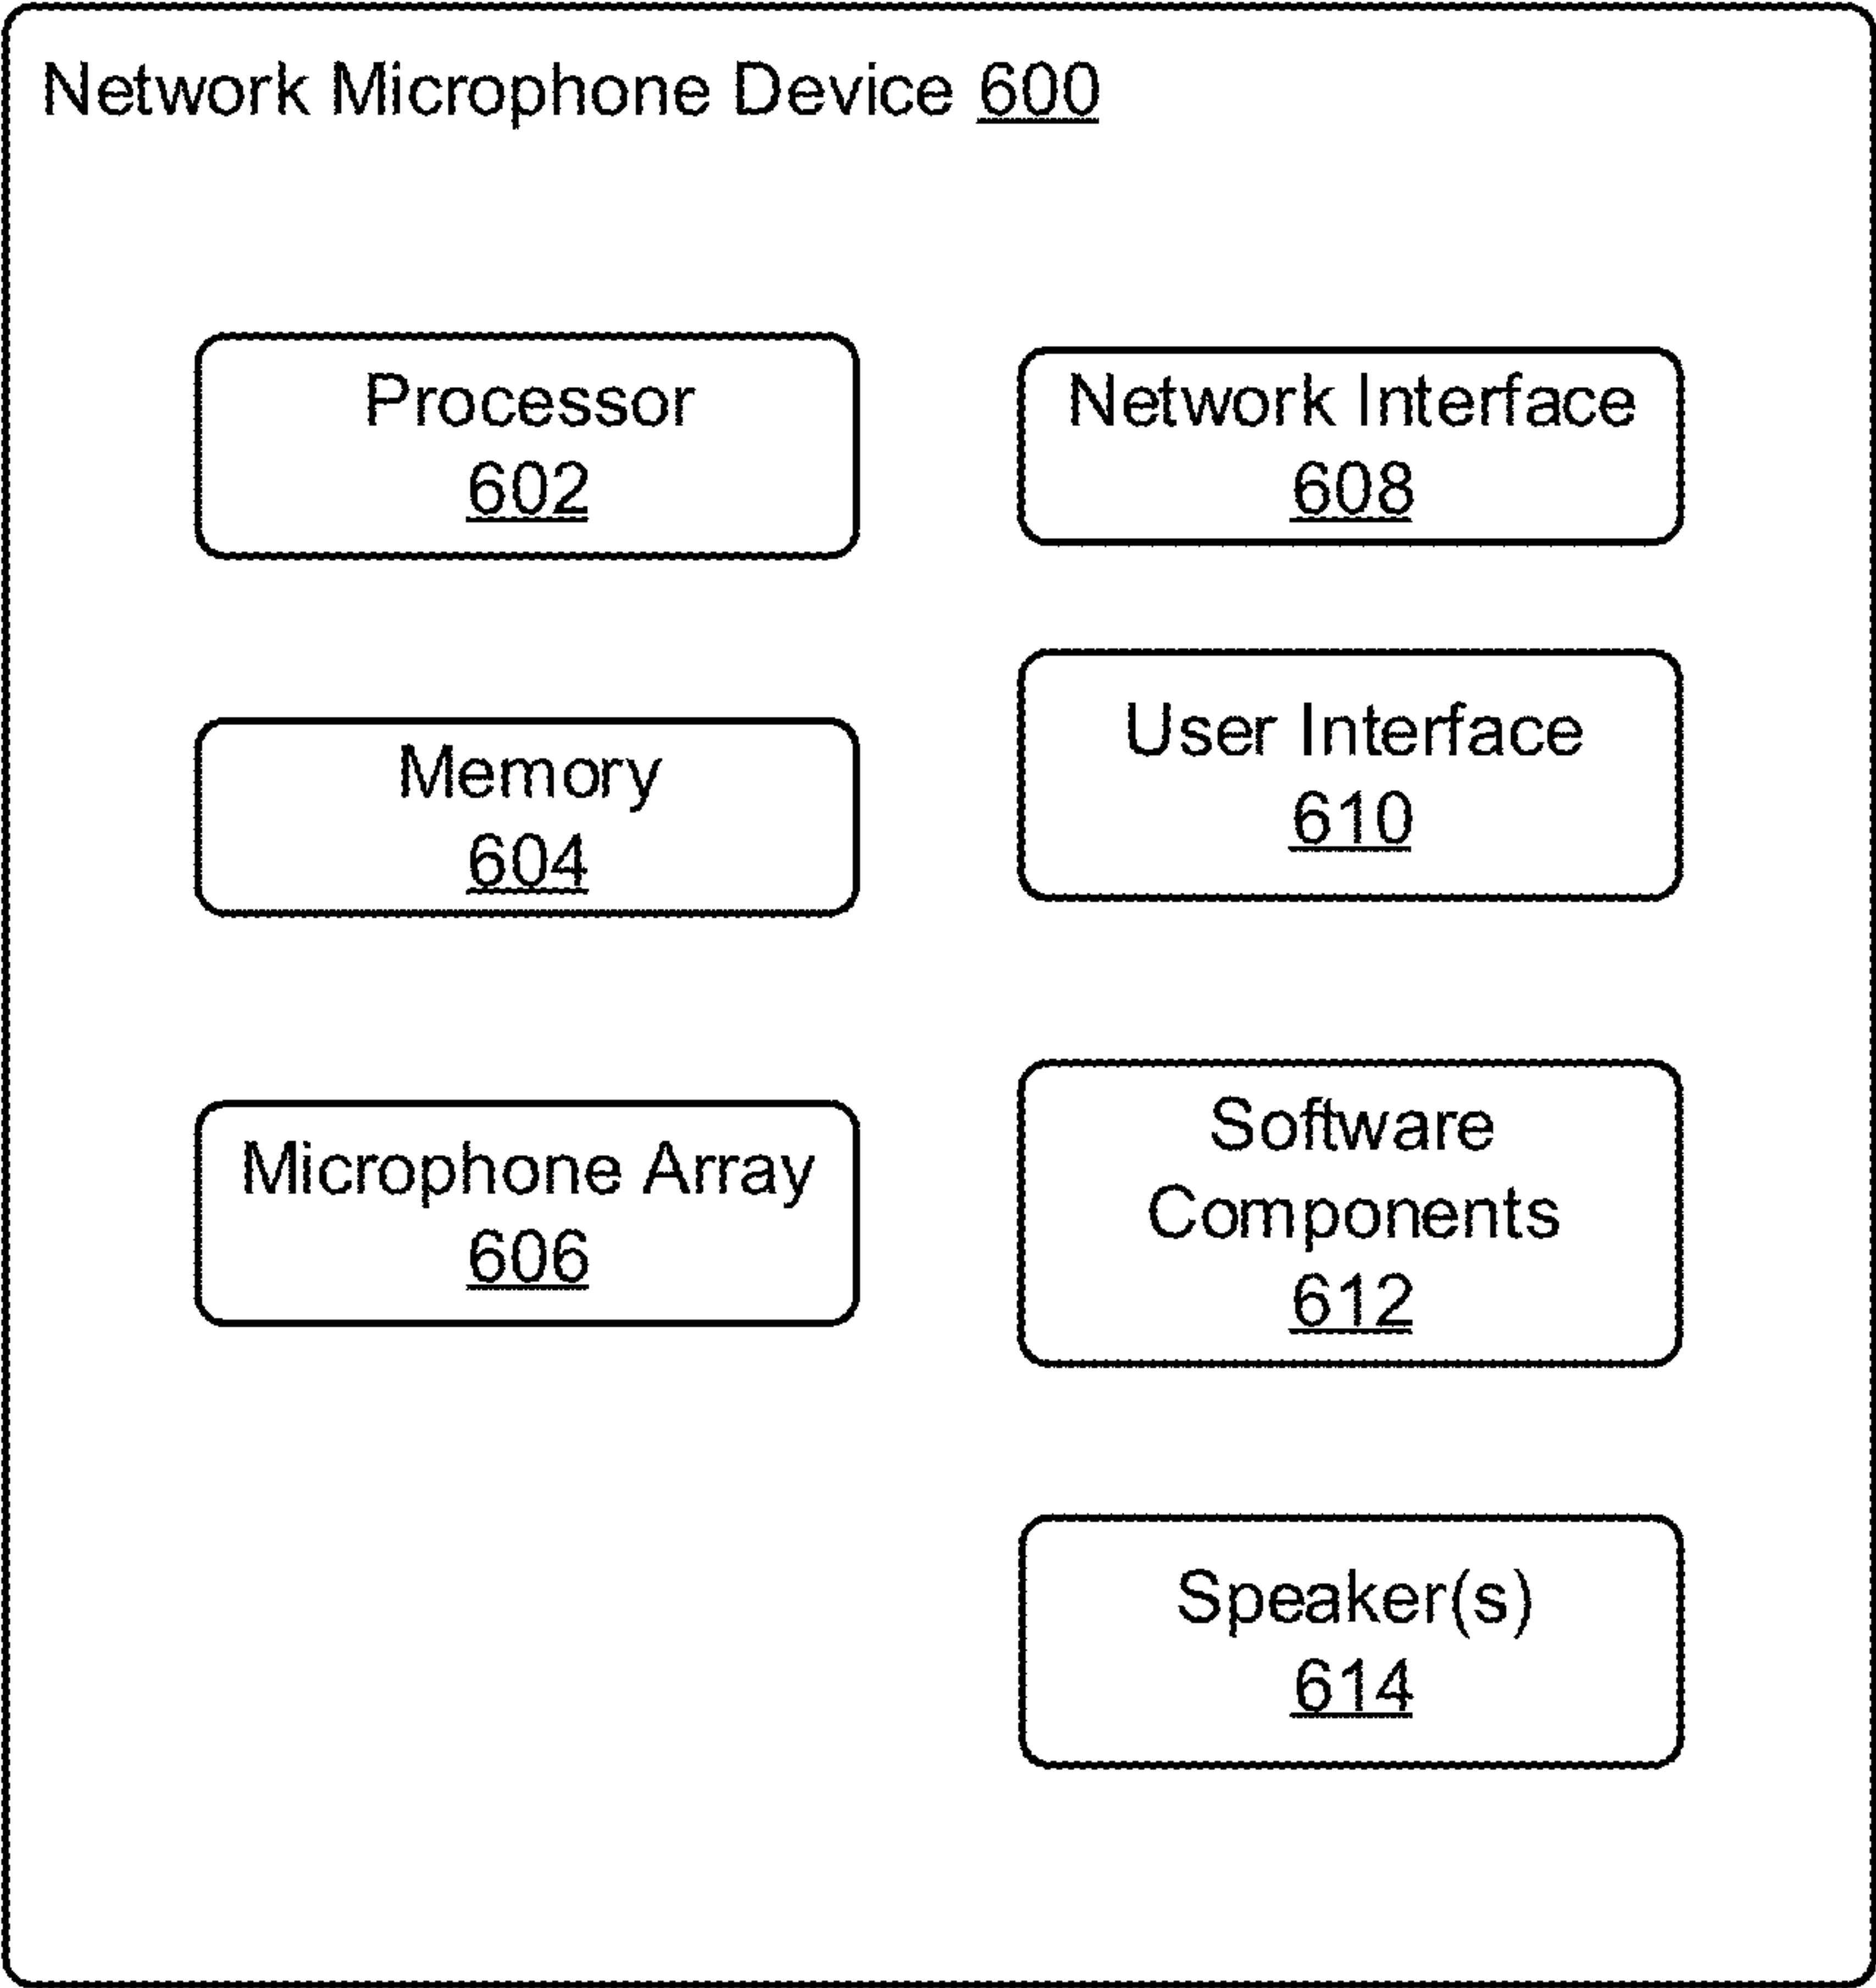 Network Microphone Device 600
Processor
602
Memory
604
Microphone Array
606
Network Interface
608
User Interface
610
Software
Components
612
Speaker(s)
614